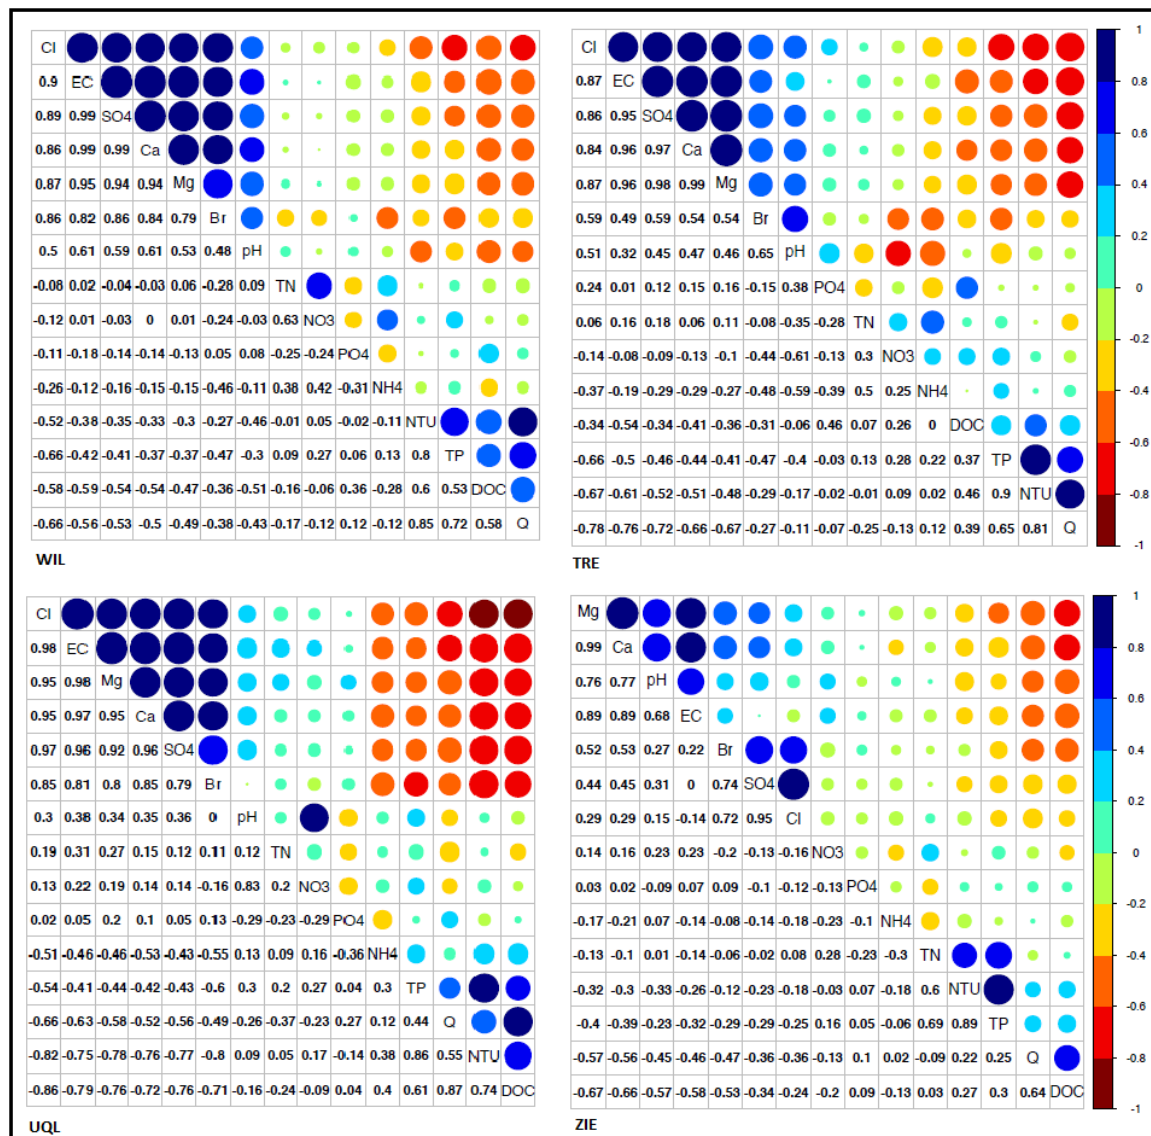 Cl
0.9 EC
0.89 0.99 SO4
0.86 0.99 0.99 Ca
0.87 0.95 0.94 0.94 Mg
0.86 0.82 0.86 0.84 0.79 Br
0.5 0.61 0.59 0.61 0.53 0.48 pH
-0.08 0.02 -0.04 -0.03 0.06 -0.28 0.09 TN
-0.12 0.01 -0.03 0 0.01 -0.24 -0.03 0.63 NO3
-0.11 -0.18 -0.14 -0.14 -0.13 0.05 0.08 -0.25 -0.24 PO4
-0.26 -0.12 -0.16 -0.15 -0.15 -0.46 -0.11 0.38 0.42 -0.31 NH4
-0.52 -0.38 -0.35 -0.33 -0.3 -0.27 -0.46 -0.01 0.05 -0.02 -0.11 NTU
-0.66 -0.42 -0.41 -0.37 -0.37 -0.47 -0.3 0.09 0.27 0.06 0.13 0.8 TP
-0.58 -0.59 -0.54 -0.54 -0.47 -0.36 -0.51 -0.16 -0.06 0.36 -0.28 0.6 0.53 DOC
-0.66 -0.56 -0.53 -0.5 -0.49 -0.38 -0.43 -0.17 -0.12 0.12 -0.12 0.85 0.72 0.58 Q
WIL
Cl
0.87 EC
0.86 0.95 SO4
0.84 0.96 0.97 Ca
0.87 0.96 0.98 0.99 Mg
0.59 0.49 0.59 0.54 0.54 Br
0.51 0.32 0.45 0.47 0.46 0.65 pH
0.24 0.01 0.12 0.15 0.16 -0.15 0.38 PO4
0.06 0.16 0.18 0.06 0.11 -0.08 -0.35 -0.28 TN
-0.14 -0.08 -0.09 -0.13 -0.1 -0.44 -0.61 -0.13 0.3 NO3
-0.37 -0.19 -0.29 -0.29 -0.27 -0.48 -0.59 -0.39 0.5 0.25 NH4
-0.34 -0.54 -0.34 -0.41 -0.36 -0.31 -0.06 0.46 0.07 0.26 0 DOC
-0.66 -0.5 -0.46 -0.44 -0.41 -0.47 -0.4 -0.03 0.13 0.28 0.22 0.37 TP
-0.67 -0.61 -0.52 -0.51 -0.48 -0.29 -0.17 -0.02 -0.01 0.09 0.02 0.46 0.9 NTU
-0.78 -0.76 -0.72 -0.66 -0.67 -0.27 -0.11 -0.07 -0.25 -0.13 0.12 0.39 0.65 0.81 Q
TRE
1
0.8
0.6
0.4
0.2
0
-0.2
-0.4
-0.6
-0.8
-1
Cl
0.98 EC
0.95 0.98 Mg
0.95 0.97 0.95 Ca
0.97 0.96 0.92 0.96 SO4
0.85 0.81 0.8 0.85 0.79 Br
0.3 0.38 0.34 0.35 0.36 0 pH
0.19 0.31 0.27 0.15 0.12 0.11 0.12 TN
0.13 0.22 0.19 0.14 0.14 -0.16 0.83 0.2 NO3
0.02 0.05 0.2 0.1 0.05 0.13 -0.29 -0.23 -0.29 PO4
-0.51 -0.46 -0.46 -0.53 -0.43 -0.55 0.13 0.09 0.16 -0.36 NH4
-0.54 -0.41 -0.44 -0.42 -0.43 -0.6 0.3 0.2 0.27 0.04 0.3 TP
-0.66 -0.63 -0.58 -0.52 -0.56 -0.49 -0.26 -0.37 -0.23 0.27 0.12 0.44 Q
-0.82 -0.75 -0.78 -0.76 -0.77 -0.8 0.09 0.05 0.17 -0.14 0.38 0.86 0.55 NTU
-0.86 -0.79 -0.76 -0.72 -0.76 -0.71 -0.16 -0.24 -0.09 0.04 0.4 0.61 0.87 0.74 DOC
UQL
Mg
0.99 Ca
0.76 0.77 pH
0.89 0.89 0.68 EC
0.52 0.53 0.27 0.22 Br
0.44 0.45 0.31 0 0.74 SO4
0.29 0.29 0.15 -0.14 0.72 0.95 Cl
0.14 0.16 0.23 0.23 -0.2 -0.13 -0.16 NO3
0.03 0.02 -0.09 0.07 0.09 -0.1 -0.12 -0.13 PO4
-0.17 -0.21 0.07 -0.14 -0.08 -0.14 -0.18 -0.23 -0.1 NH4
-0.13 -0.1 0.01 -0.14 -0.06 -0.02 0.08 0.28 -0.23 -0.3 TN
-0.32 -0.3 -0.33 -0.26 -0.12 -0.23 -0.18 -0.03 0.07 -0.18 0.6 NTU
-0.4 -0.39 -0.23 -0.32 -0.29 -0.29 -0.25 0.16 0.05 -0.06 0.69 0.89 TP
-0.57 -0.56 -0.45 -0.46 -0.47 -0.36 -0.36 -0.13 0.1 0.02 -0.09 0.22 0.25 Q
-0.67 -0.66 -0.57 -0.58 -0.53 -0.34 -0.24 -0.2 0.09 -0.13 0.03 0.27 0.3 0.64 DOC
ZIE
1
0.8
0.6
0.4
0.2
0
-0.2
-0.4
-0.6
-0.8
-1